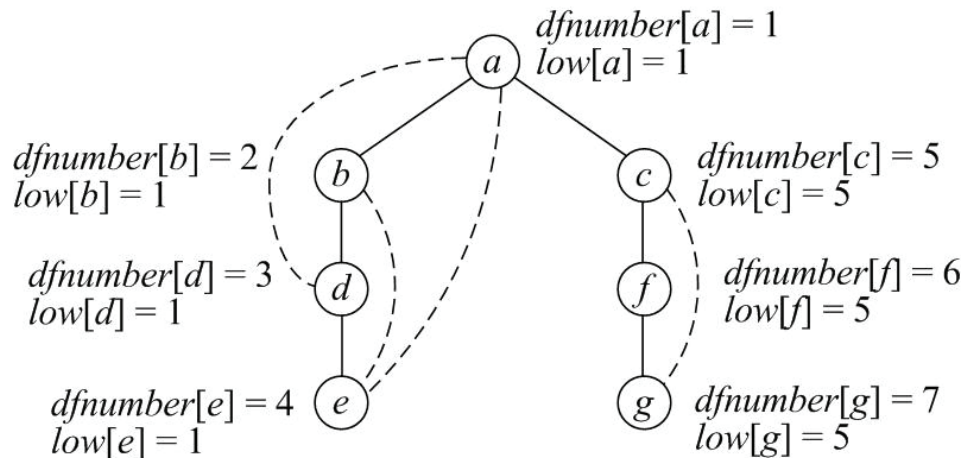 dfnumber[a] = 1
low[a] = 1
a
dfnumber[b] = 2
low[b] = 1
b
c
dfnumber[c] = 5
low[c] = 5
dfnumber[d] = 3
low[d] = 1
d
f
dfnumber[f] = 6
low[f] = 5
dfnumber[e] = 4
low[e] = 1
e
g
dfnumber[g] = 7
low[g] = 5